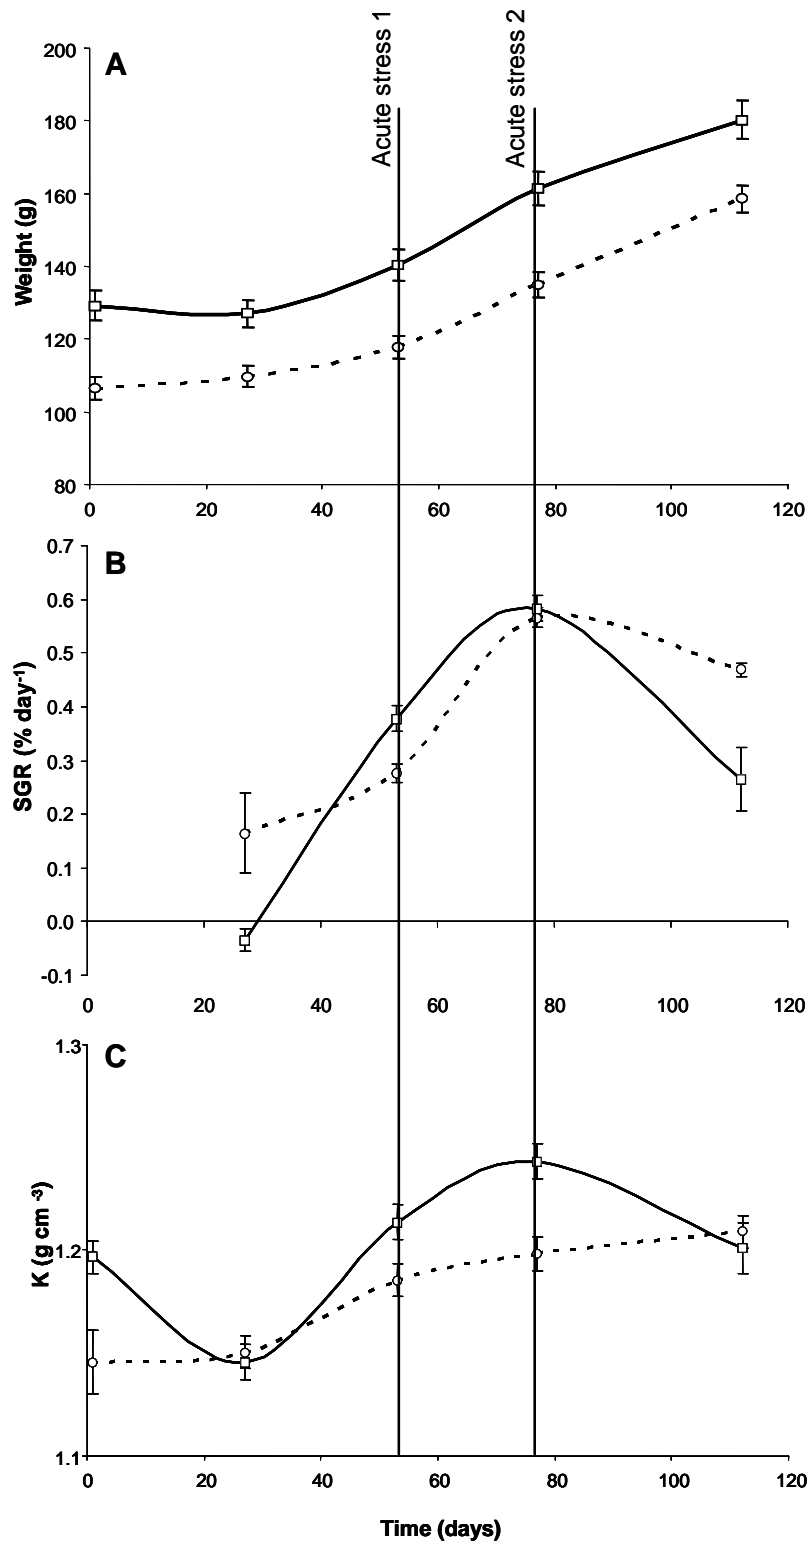 Acute stress 1
Acute stress 2
A
Weight (g)
200
180
160
140
120
100
80
0 20 40 60 80 100 120
B
SGR (% day⁻¹)
0.7
0.6
0.5
0.4
0.3
0.2
0.1
0.0
-0.1
0 20 40 60 80 100 120
C
K (g cm ⁻³)
1.3
1.2
1.1
0 20 40 60 80 100 120
Time (days)